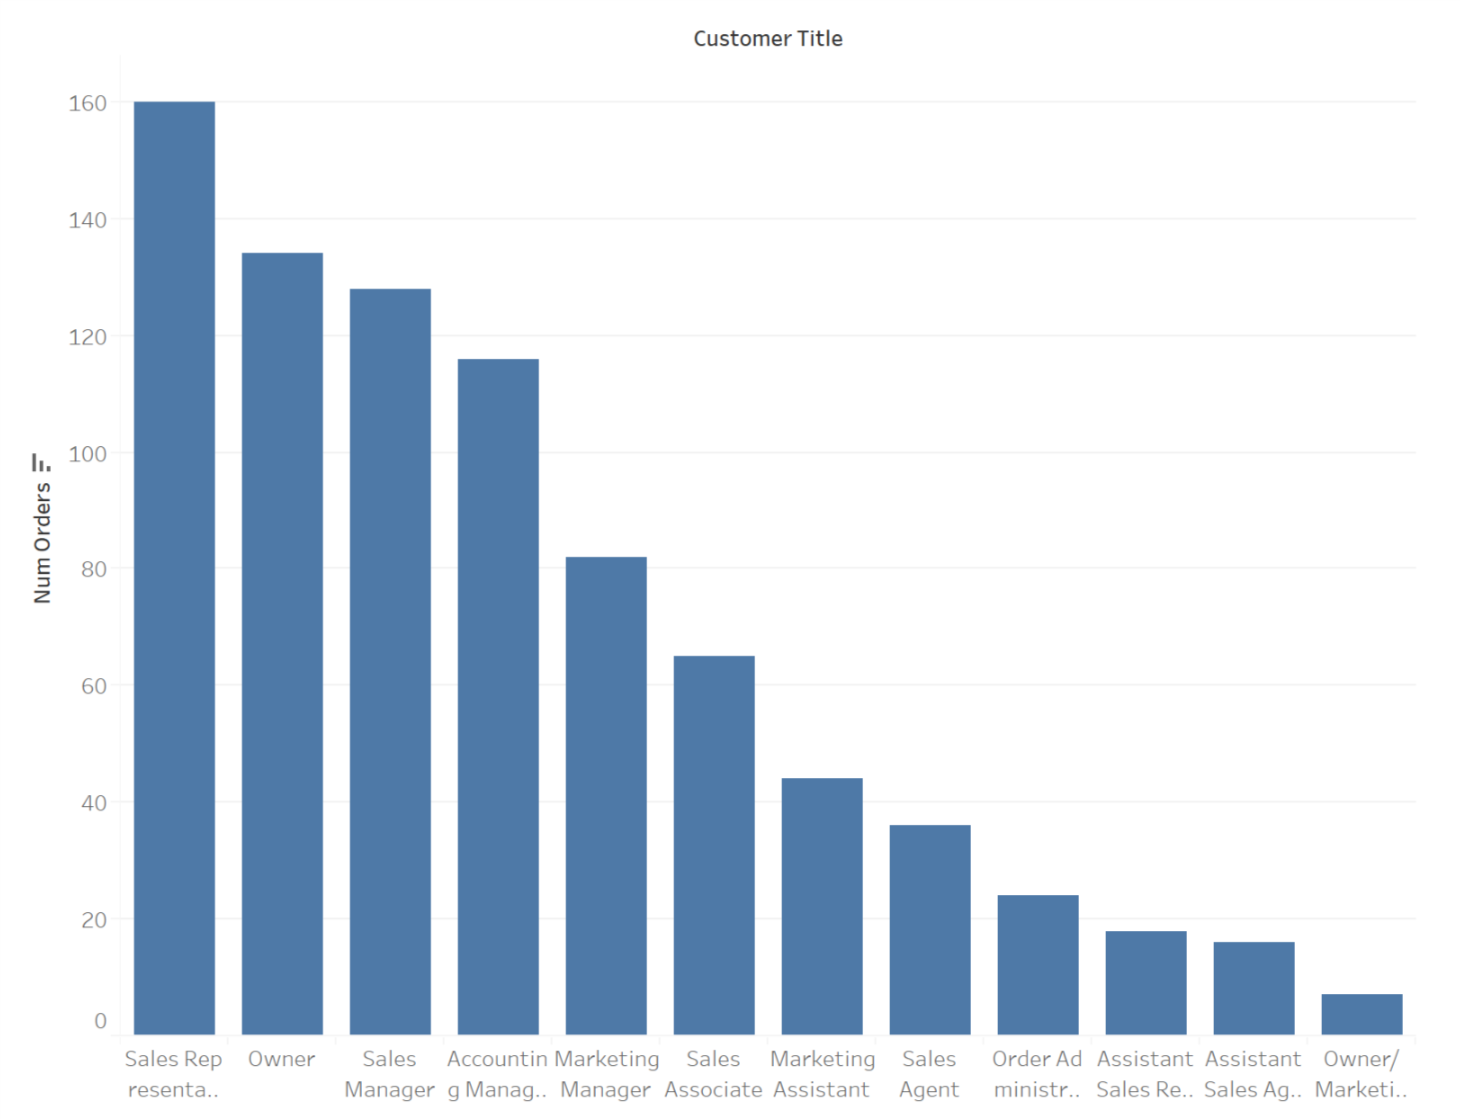 Customer Title
160
140
120
100
80
60
40
20
0
Num Orders
Sales Rep
resenta..
Owner
Sales
Manager
Accountin
g Manag..
Marketing
Manager
Sales
Associate
Marketing
Assistant
Sales
Agent
Order Ad
ministr..
Assistant
Sales Re..
Assistant
Sales Ag..
Owner/
Marketi..